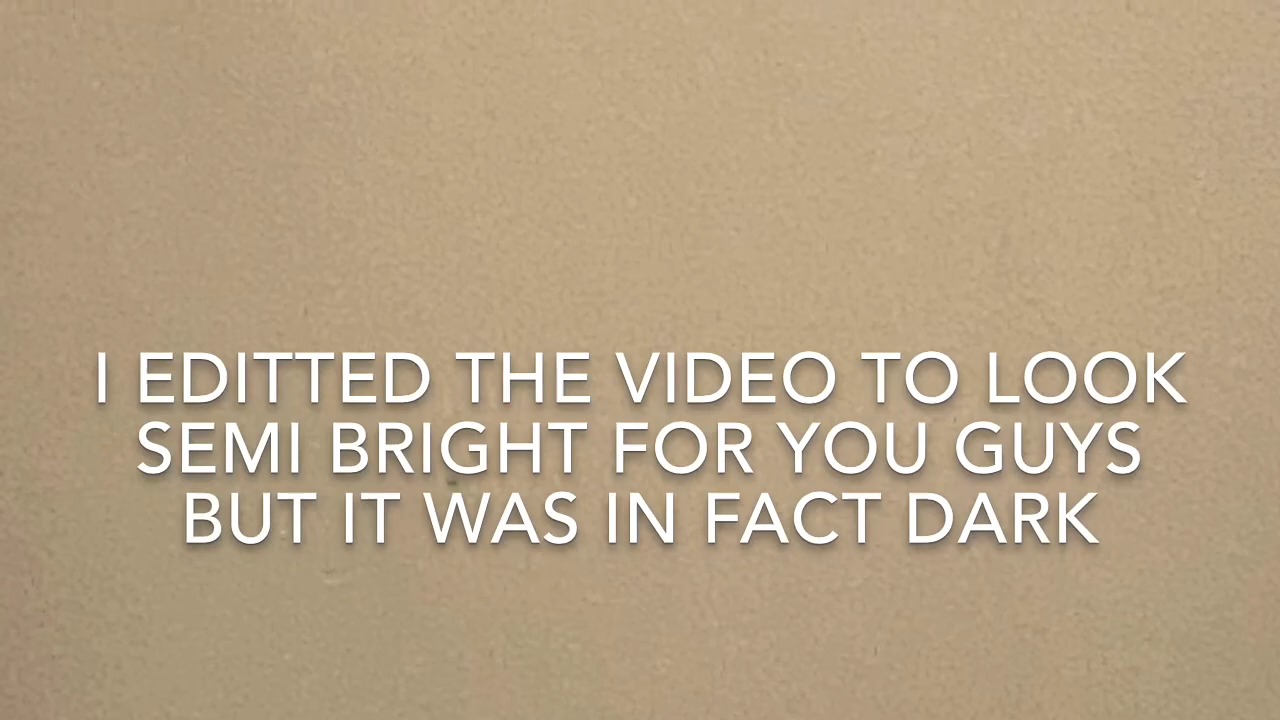 I EDITTED THE VIDEO TO LOOK
SEMI BRIGHT FOR YOU GUYS
BUT IT WAS IN FACT DARK